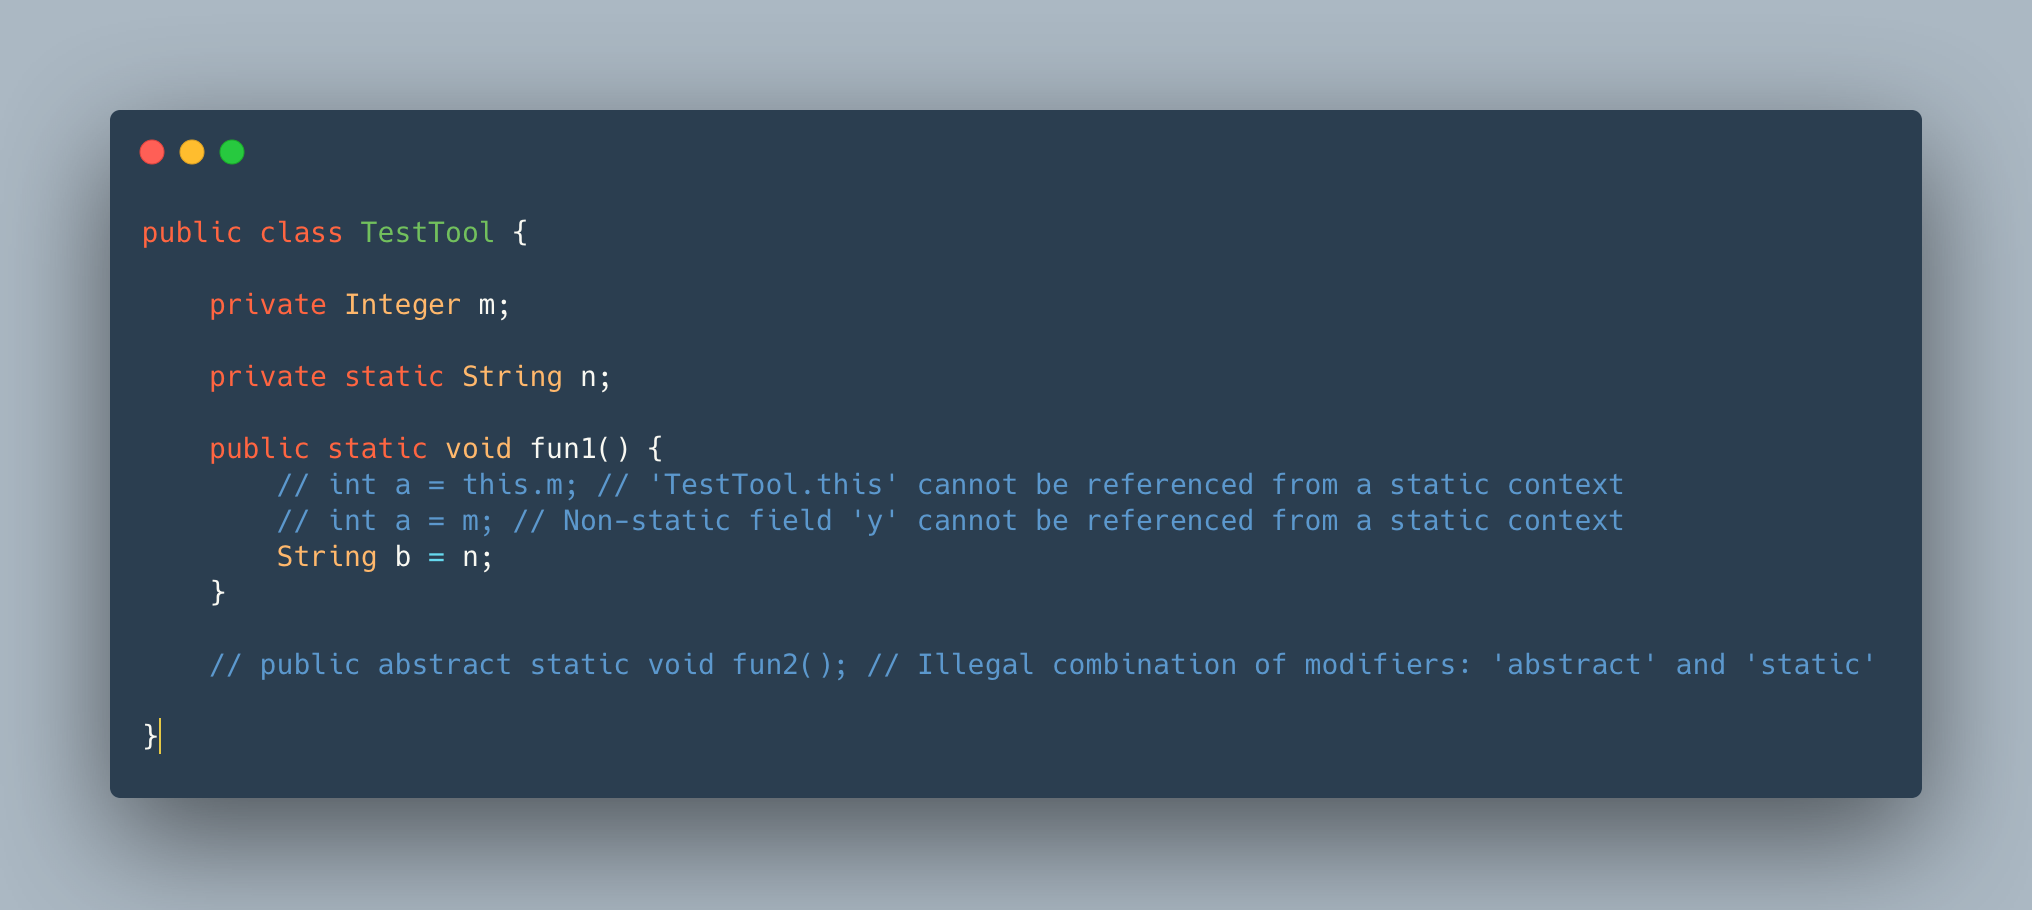 public class TestTool {
private Integer m;
private static String n;
public static void fun1() {
// int a = this.m; // 'TestTool.this' cannot be referenced from a static context
// int a = m; // Non-static field 'y' cannot be referenced from a static context
String b = n;
}
// public abstract static void fun2(); // Illegal combination of modifiers: 'abstract' and 'static'
}